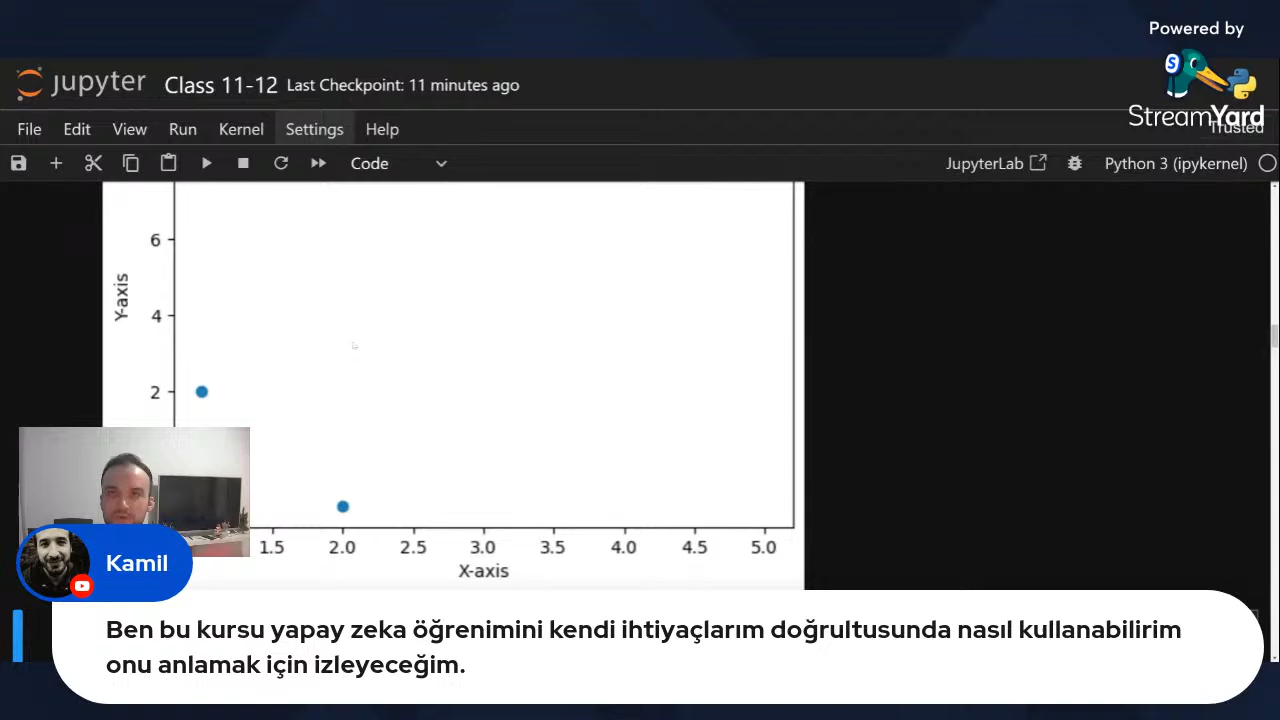 Powered by
StreamYard
jupyter Class 11-12 Last Checkpoint: 11 minutes ago
File Edit View Run Kernel Settings Help
Trusted
Code
JupyterLab
Python 3 (ipykernel)
6
4
2
Y-axis
1.5 2.0 2.5 3.0 3.5 4.0 4.5 5.0
X-axis
Kamil
Ben bu kursu yapay zeka öğrenimini kendi ihtiyaçlarım doğrultusunda nasıl kullanabilirim
onu anlamak için izleyeceğim.